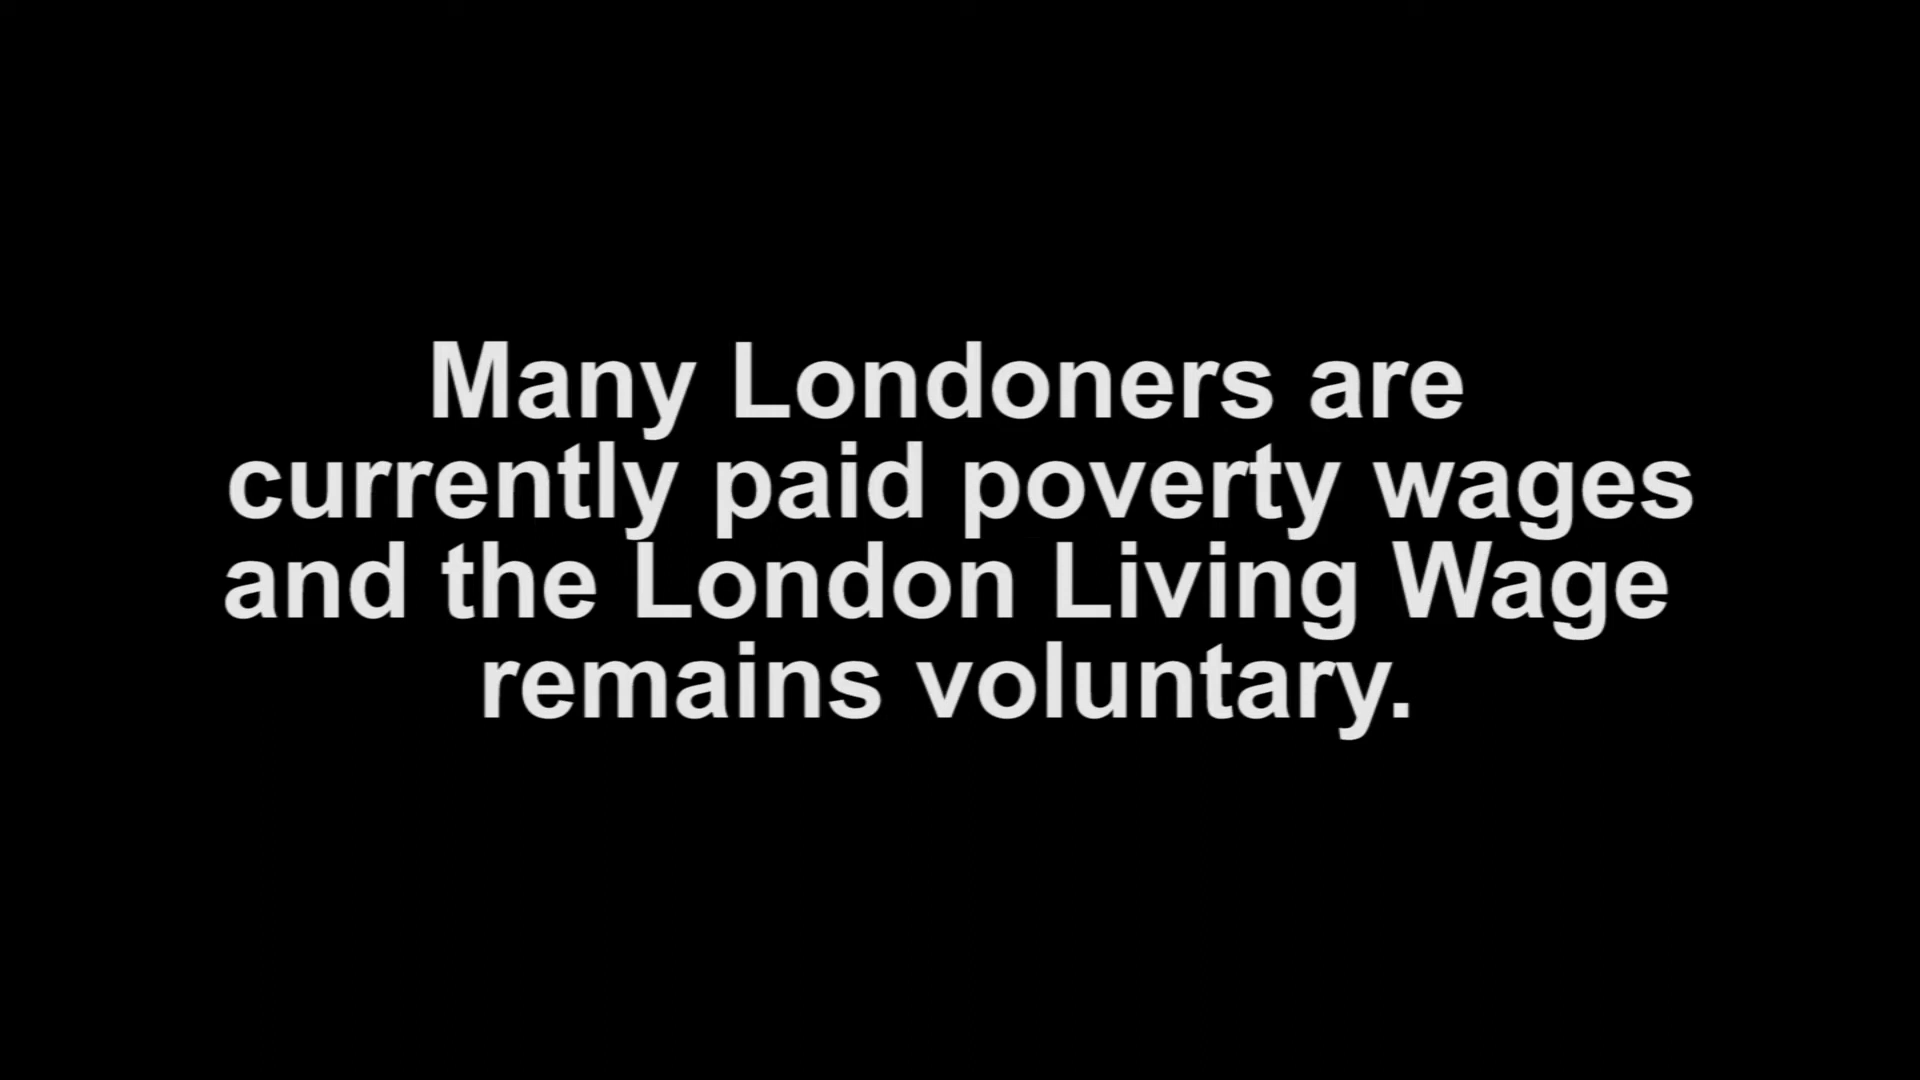 Many Londoners are
currently paid poverty wages
and the London Living Wage
remains voluntary.